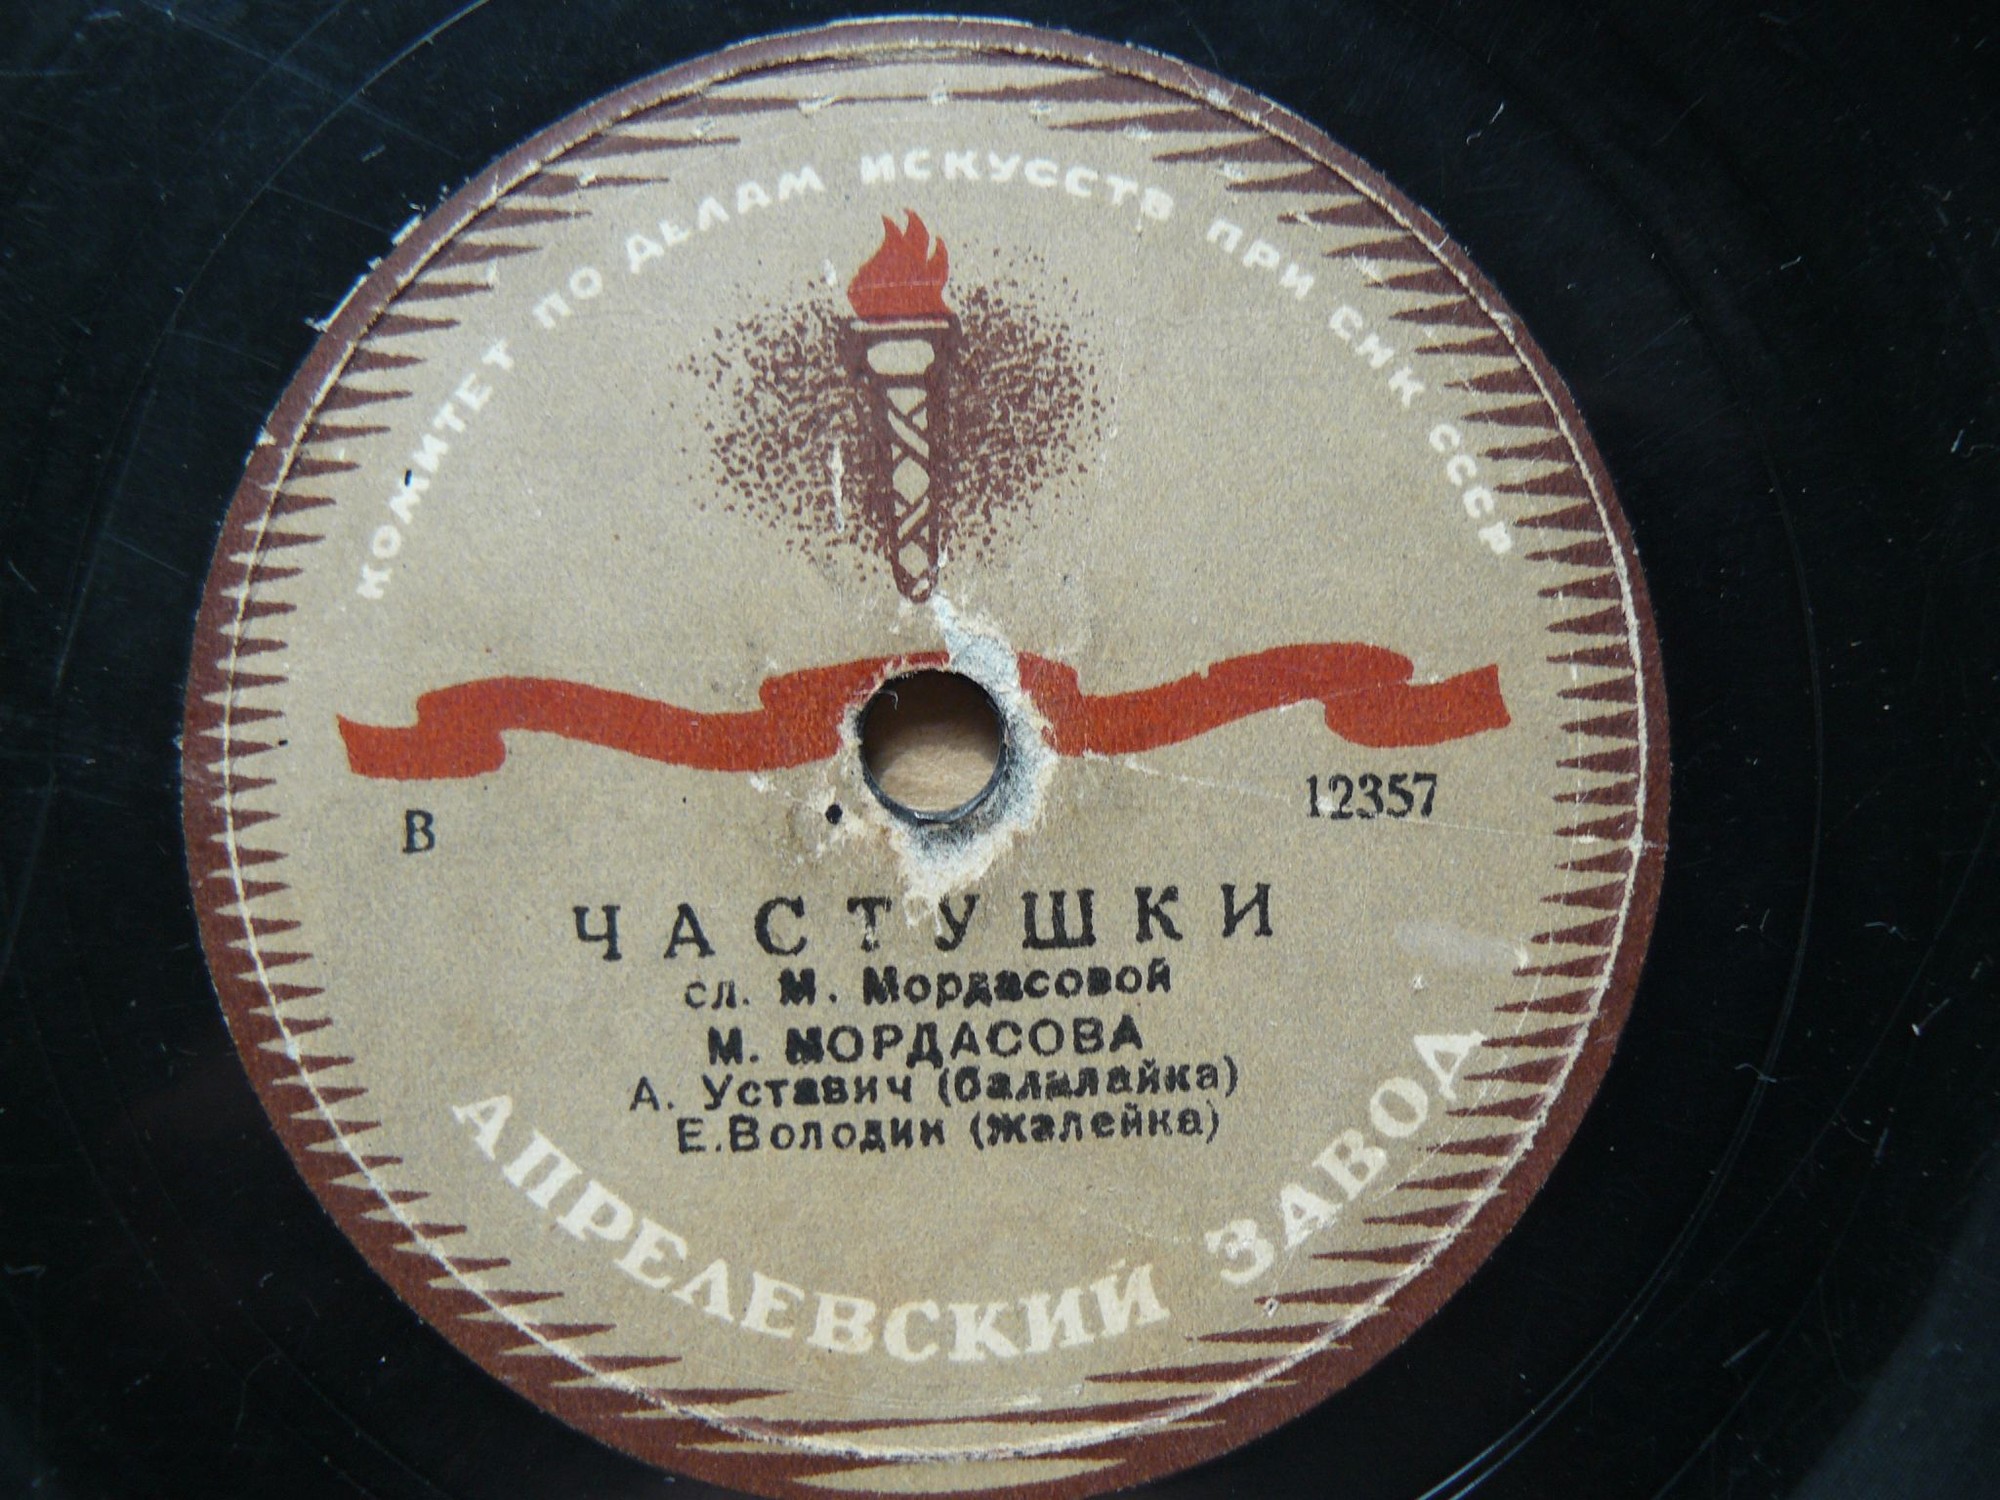 КОМИТЕТ ПО ДЕЛАМ ИСКУССТВ ПРИ СНК СССР
В
12357
ЧАСТУШКИ
сл. М. Мордасовой
М. МОРДАСОВА
А. Уставич (балалайка)
Е.Володин (жалейка)
АПРЕЛЕВСКИЙ ЗАВОД